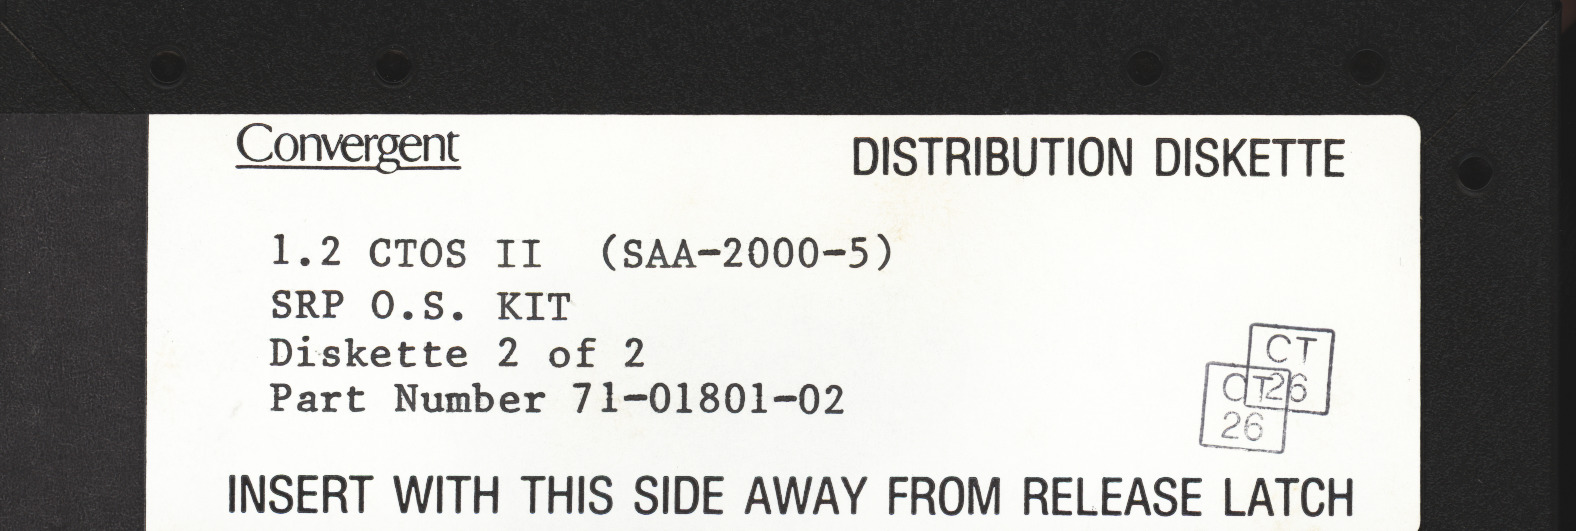 Convergent
DISTRIBUTION DISKETTE
1.2 CTOS II (SAA-2000-5)
SRP O.S. KIT
Diskette 2 of 2
Part Number 71-01801-02
CT
26
CT
26
INSERT WITH THIS SIDE AWAY FROM RELEASE LATCH